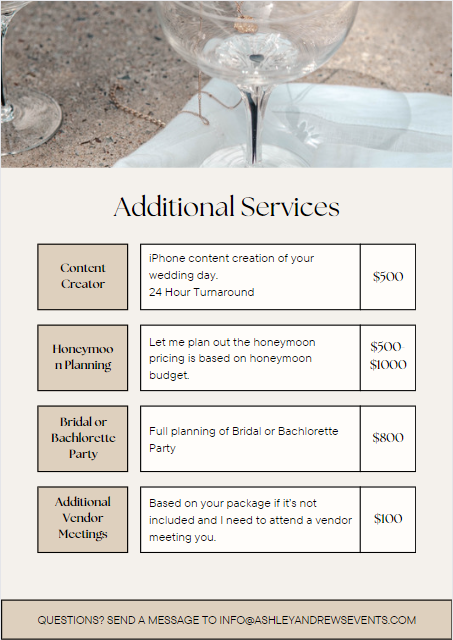 Additional Services
Content
Creator
iPhone content creation of your
wedding day.
24 Hour Turnaround
$500
Honeymoo
n Planning
Let me plan out the honeymoon
pricing is based on honeymoon
budget.
$500-
$1000
Bridal or
Bachlorette
Party
Full planning of Bridal or Bachlorette
Party
$800
Additional
Vendor
Meetings
Based on your package if it's not
included and I need to attend a vendor
meeting you.
$100
QUESTIONS? SEND A MESSAGE TO INFO@ASHLEYANDREWSEVENTS.COM